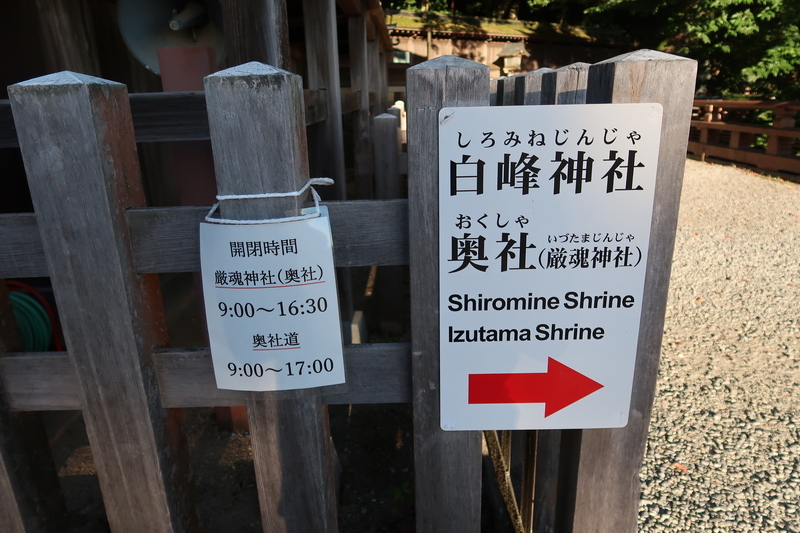 開閉時間
厳魂神社(奥社)
9:00～16:30
奥社道
9:00～17:00
しろみねじんじゃ
白峰神社
おくしゃ いづたまじんじゃ
奥社(厳魂神社)
Shiromine Shrine
Izutama Shrine